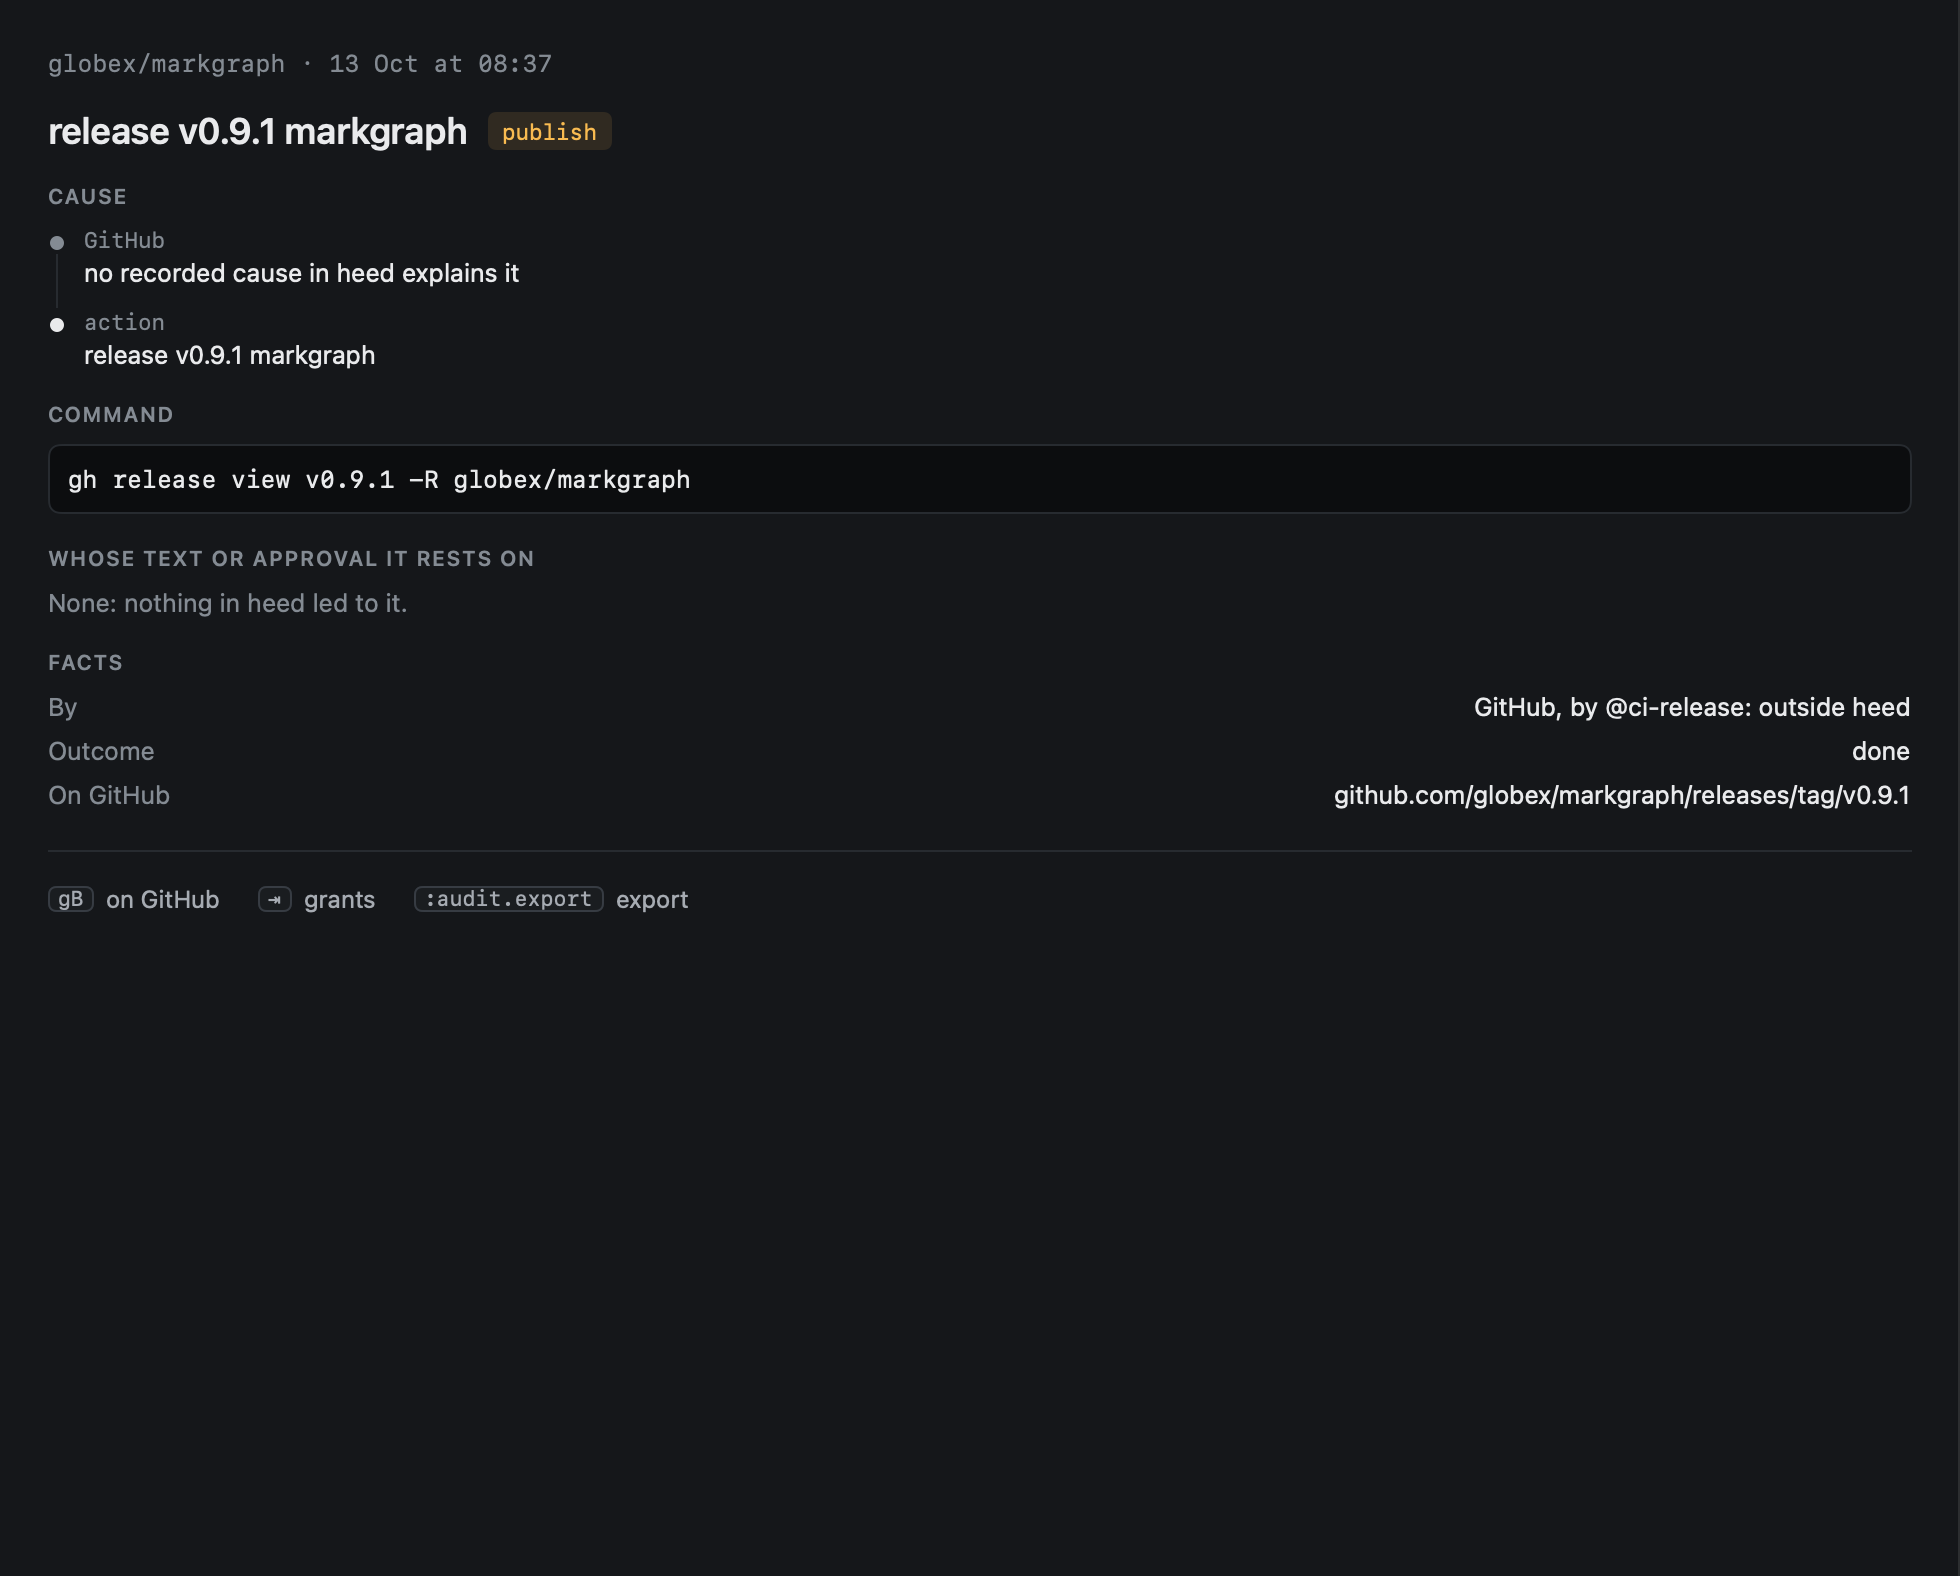 globex/markgraph · 13 Oct at 08:37
release v0.9.1 markgraph publish
CAUSE
GitHub
no recorded cause in heed explains it
action
release v0.9.1 markgraph
COMMAND
gh release view v0.9.1 -R globex/markgraph
WHOSE TEXT OR APPROVAL IT RESTS ON
None: nothing in heed led to it.
FACTS
By GitHub, by @ci-release: outside heed
Outcome done
On GitHub github.com/globex/markgraph/releases/tag/v0.9.1
gB on GitHub ⇥ grants :audit.export export